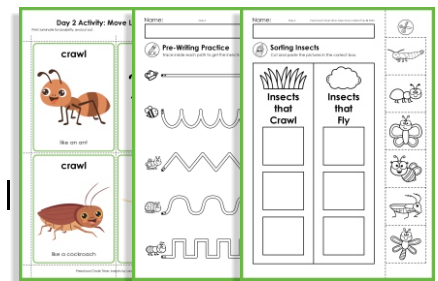 Day 2 Activity: Move L
crawl
like an ant
crawl
like a cockroach
Name:
Pre-Writing Practice
Name:
Sorting Insects
Insects
that
Crawl
Insects
that
Fly